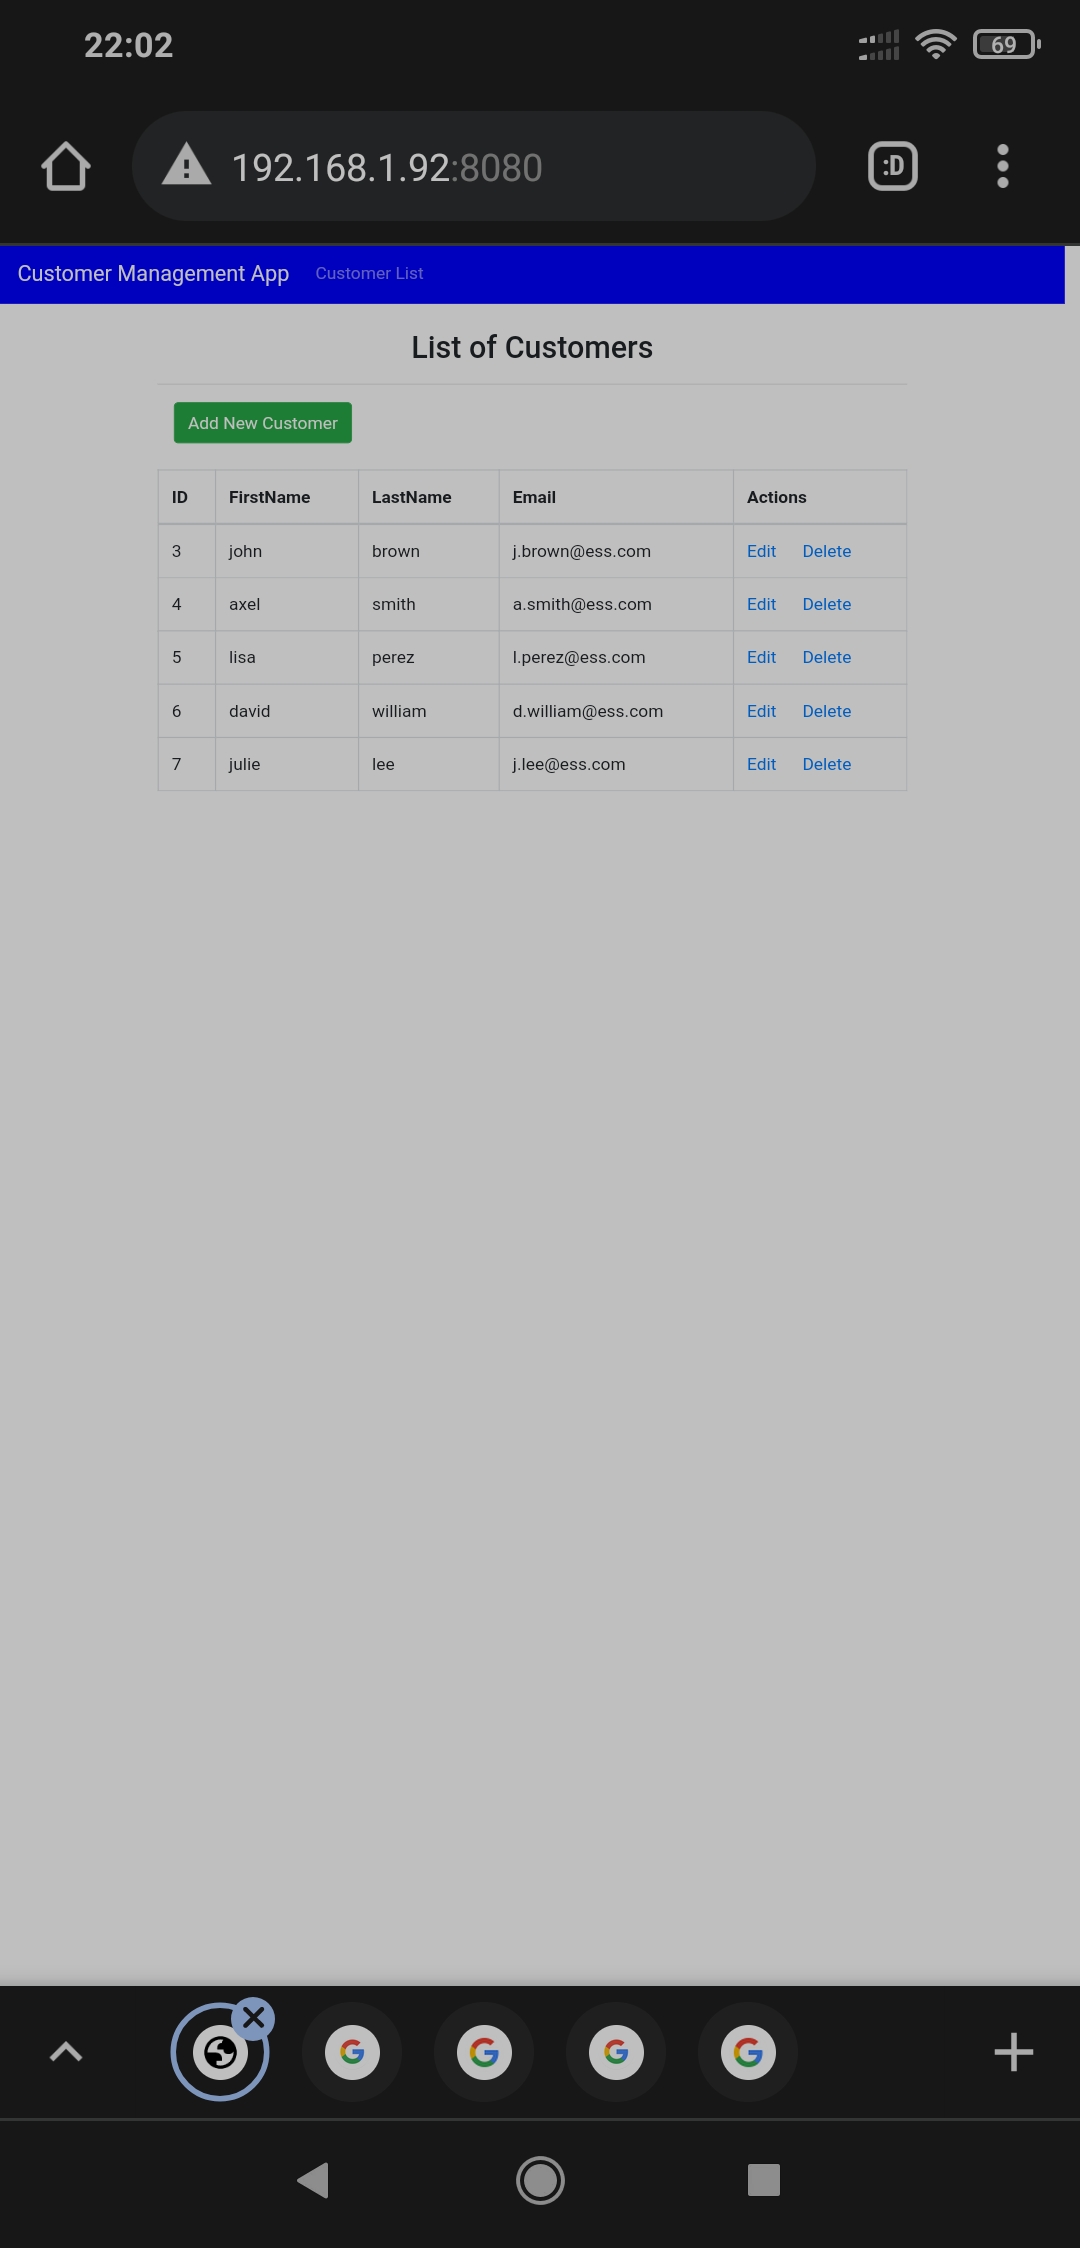 22:02
69
192.168.1.92:8080
:D
Customer Management App Customer List
List of Customers
Add New Customer
ID FirstName LastName Email Actions
3 john brown j.brown@ess.com Edit Delete
4 axel smith a.smith@ess.com Edit Delete
5 lisa perez l.perez@ess.com Edit Delete
6 david william d.william@ess.com Edit Delete
7 julie lee j.lee@ess.com Edit Delete